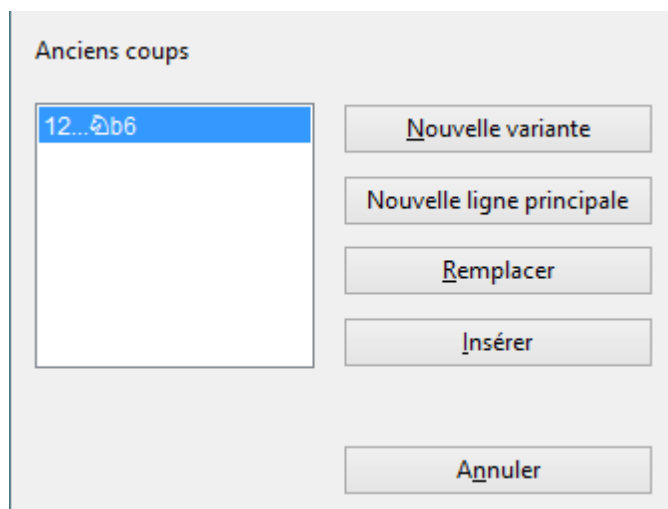 Anciens coups
12...♘b6
Nouvelle variante
Nouvelle ligne principale
Remplacer
Insérer
Annuler